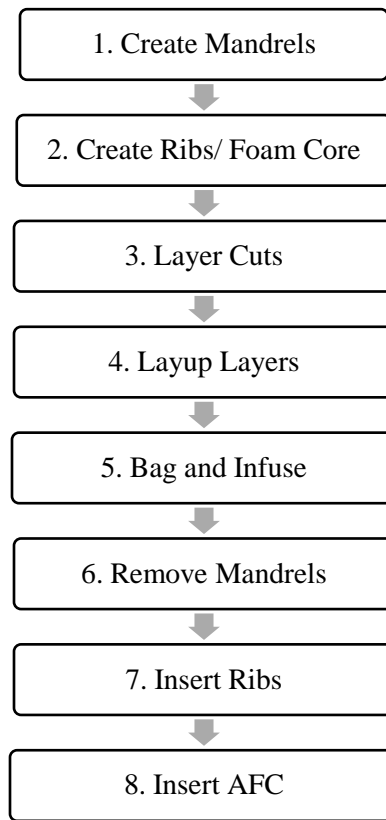 1. Create Mandrels
2. Create Ribs/ Foam Core
3. Layer Cuts
4. Layup Layers
5. Bag and Infuse
6. Remove Mandrels
7. Insert Ribs
8. Insert AFC